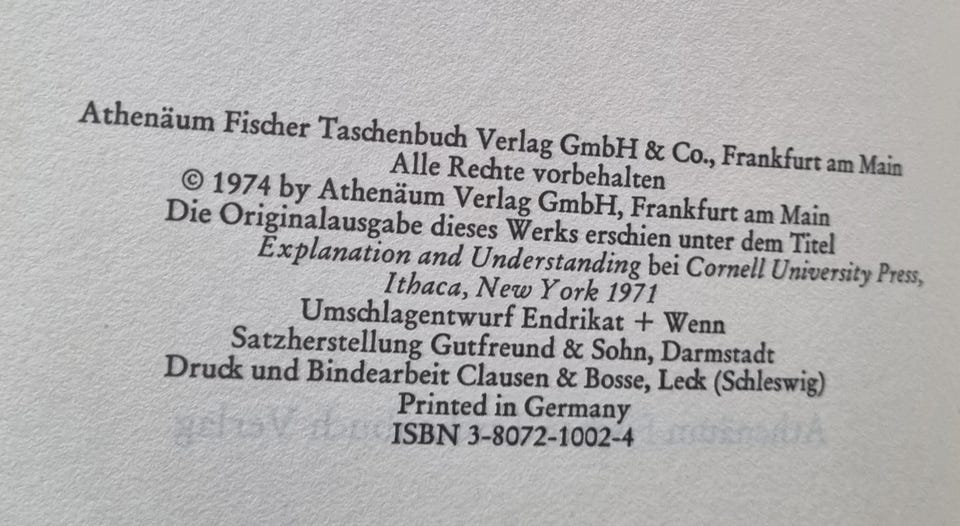 Athenäum Fischer Taschenbuch Verlag GmbH & Co., Frankfurt am Main
Alle Rechte vorbehalten
© 1974 by Athenäum Verlag GmbH, Frankfurt am Main
Die Originalausgabe dieses Werks erschien unter dem Titel
Explanation and Understanding bei Cornell University Press,
Ithaca, New York 1971
Umschlagentwurf Endrikat + Wenn
Satzherstellung Gutfreund & Sohn, Darmstadt
Druck und Bindearbeit Clausen & Bosse, Leck (Schleswig)
Printed in Germany
ISBN 3-8072-1002-4